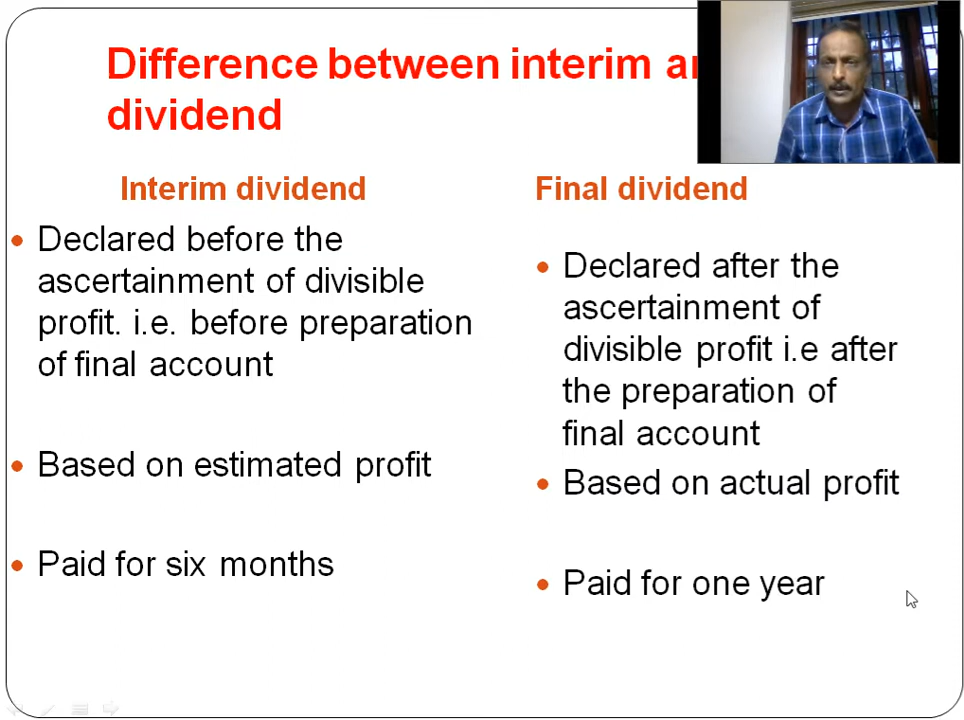 Difference between interim
dividend
Interim dividend
Declared before the
ascertainment of divisible
profit. i.e. before preparation
of final account
Based on estimated profit
Paid for six months
Final dividend
Declared after the
ascertainment of
divisible profit i.e after
the preparation of
final account
Based on actual profit
Paid for one year